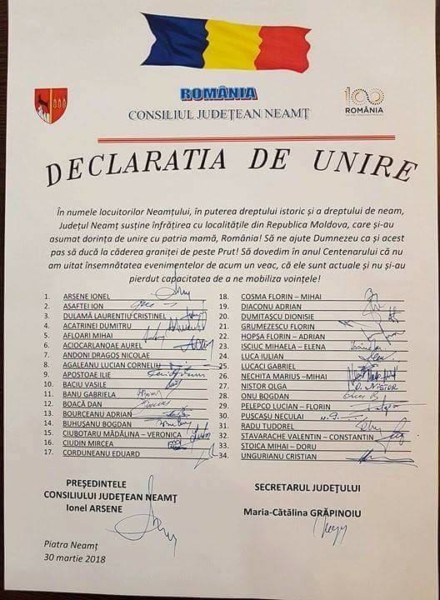 ROMÂNIA
CONSILIUL JUDEȚEAN NEAMȚ
100
ROMÂNIA
DECLARATIA DE UNIRE
În numele locuitorilor Neamțului, în puterea dreptului istoric și a dreptului de neam,
Județul Neamț susține înfrățirea cu localitățile din Republica Moldova, care și-au
asumat dorința de unire cu patria mamă, România! Să ne ajute Dumnezeu ca și acest
pas să ducă la căderea graniței de peste Prut! Să dovedim în anul Centenarului că nu
am uitat însemnătatea evenimentelor de acum un veac, că ele sunt actuale și nu și-au
pierdut capacitatea de a ne mobiliza voințele!
1. ARSENE IONEL
2. ASAFTEI ION
3. DULAMĂ LAURENTIU CRISTINEL
4. ACATRINEI DUMITRU
5. AFLOARI MIHAI
6. ACIOCARLANOAE AUREL
7. ANDONI DRAGOS NICOLAE
8. AGALEANU LUCIAN CORNELIU
9. APOSTOAE ILIE
10. BACIU VASILE
11. BANU GABRIELA
12. BOACĂ DAN
13. BOURCEANU ADRIAN
14. BUHUSANU BOGDAN
15. CIUBOTARU MĂDĂLINA – VERONICA
16. CIUDIN MIRCEA
17. CORDUNEANU EDUARD
18. COSMA FLORIN – MIHAI
19. DIACONU ADRIAN
20. DUMITAȘCU DIONISIE
21. GRUMEZESCU FLORIN
22. HOPȘA FLORIN – ADRIAN
23. ISCIUC MIHAELA – ELENA
24. LUCA IULIAN
25. LUCACI GABRIEL
26. NECHITA MARIUS –MIHAI
27. NISTOR OLGA
28. ONU BOGDAN
29. PELEPCO LUCIAN – FLORIN
30. PUSCAȘU NECULAI
31. RADU TUDOREL
32. STAVARACHE VALENTIN – CONSTANTIN
33. STOICA MIHAI – DORU
34. UNGURIANU CRISTIAN
PREȘEDINTELE
CONSILIULUI JUDEȚEAN NEAMȚ
Ionel ARSENE
SECRETARUL JUDEȚULUI
Maria-Cătălina GRĂPINOIU
Piatra Neamț
30 martie 2018